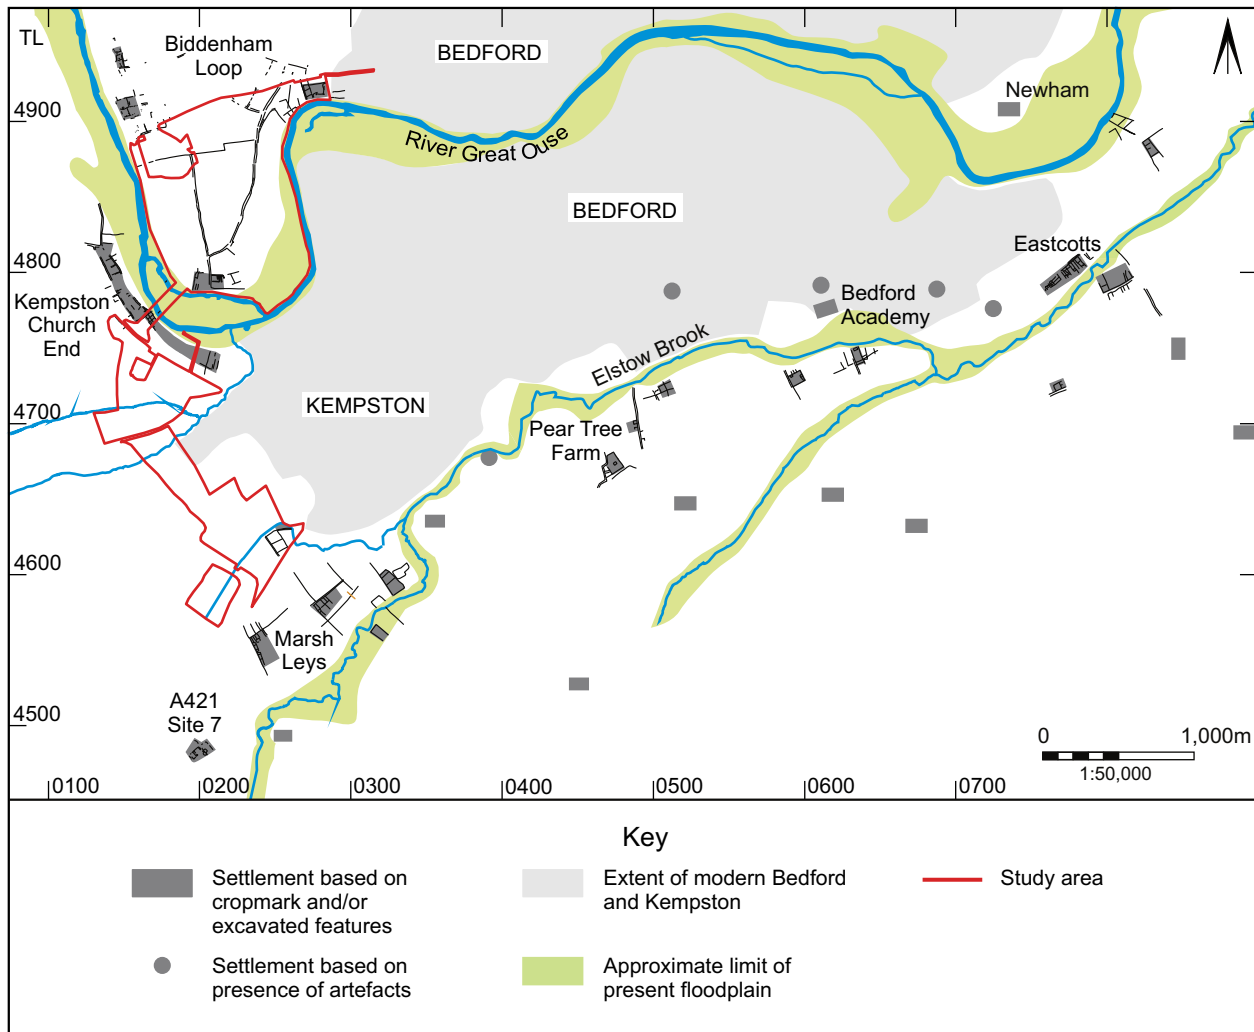 TL
Biddenham
Loop
BEDFORD
Newham
4900
River Great Ouse
BEDFORD
Eastcotts
4800
Kempston
Church
End
Bedford
Academy
Elstow Brook
KEMPSTON
4700
Pear Tree
Farm
4600
Marsh
Leys
A421
Site 7
4500
0 1,000m
1:50,000
0100 0200 0300 0400 0500 0600 0700
Key
Settlement based on
cropmark and/or
excavated features
Extent of modern Bedford
and Kempston
Study area
Settlement based on
presence of artefacts
Approximate limit of
present floodplain